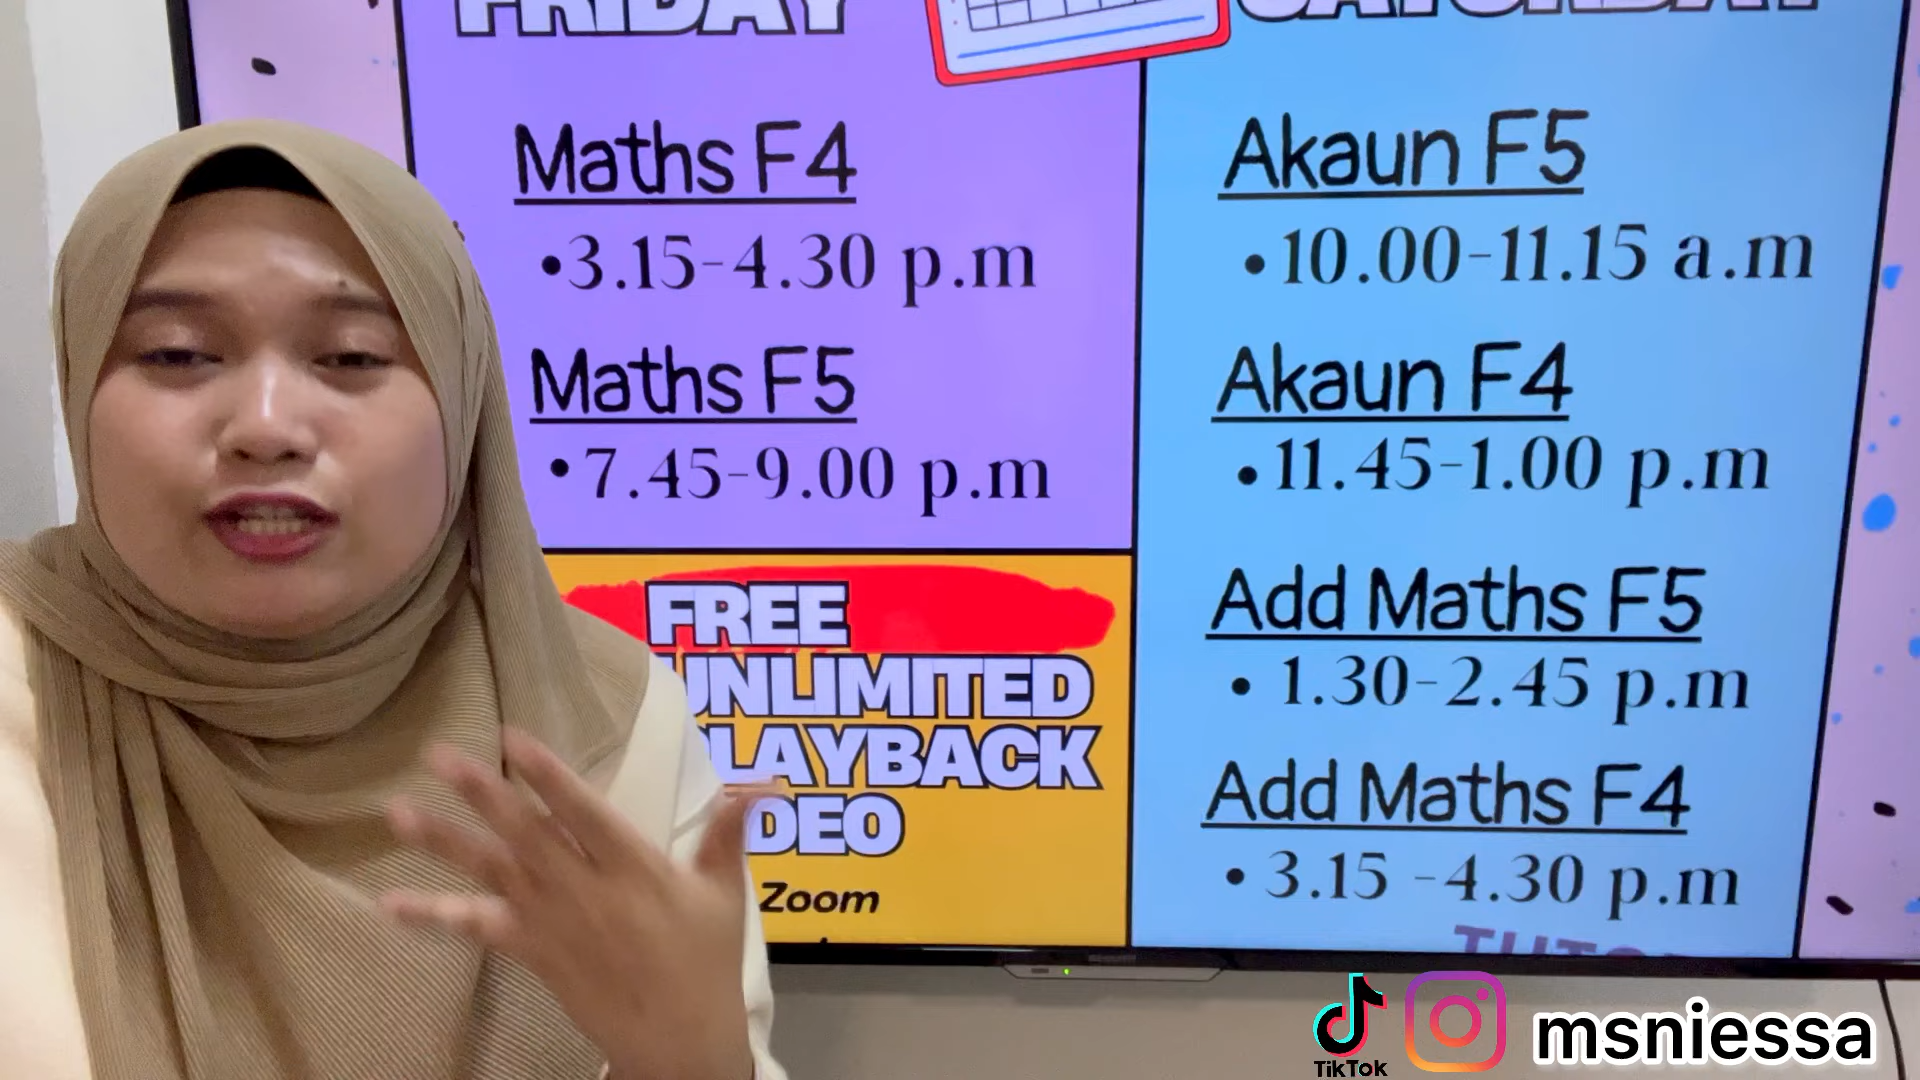 FRIDAY
Maths F4
•3.15-4.30 p.m
Maths F5
•7.45-9.00 p.m
FREE
UNLIMITED
PLAYBACK
Zoom
SATURDAY
Akaun F5
•10.00-11.15 a.m
Akaun F4
•11.45-1.00 p.m
Add Maths F5
•1.30-2.45 p.m
Add Maths F4
•3.15 -4.30 p.m
TikTok
msniessa